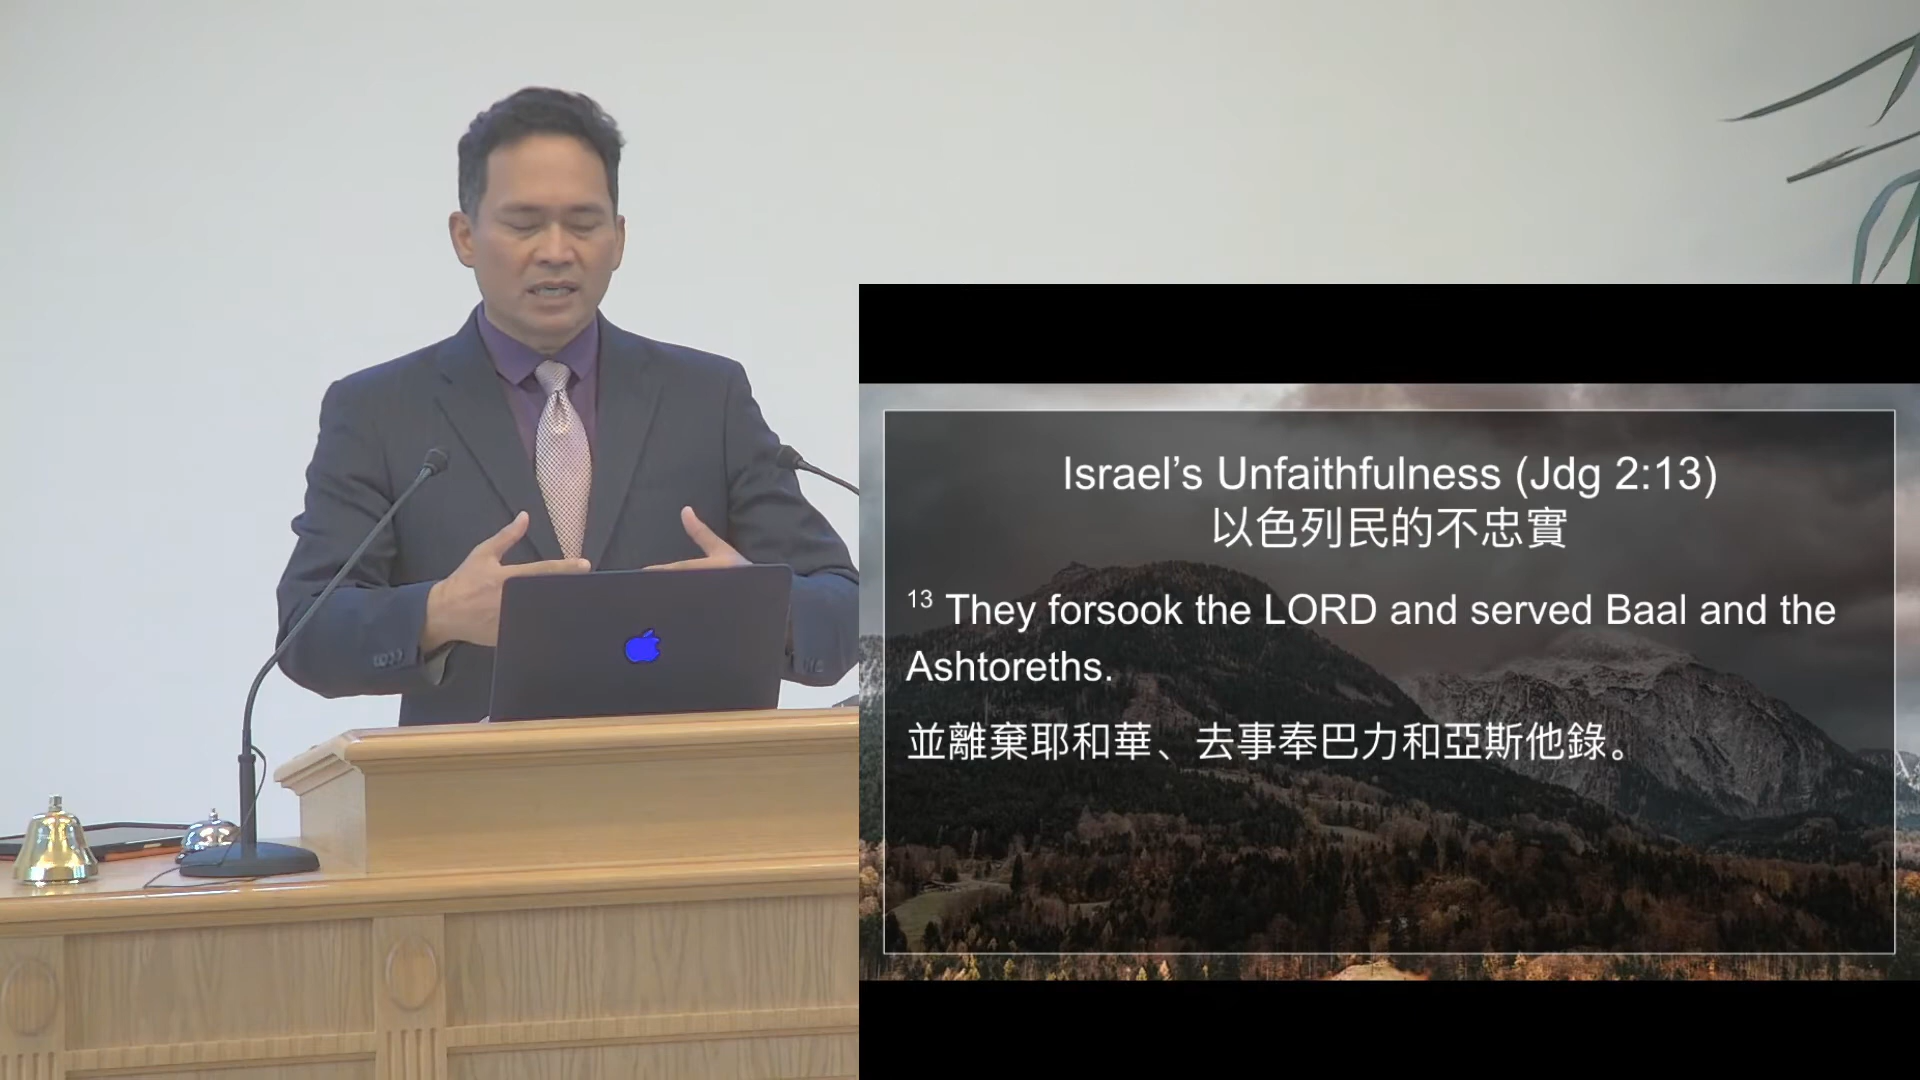 Israel’s Unfaithfulness (Jdg 2:13)
以色列民的不忠實
13 They forsook the LORD and served Baal and the
Ashtoreths.
並離棄耶和華、去事奉巴力和亞斯他錄。